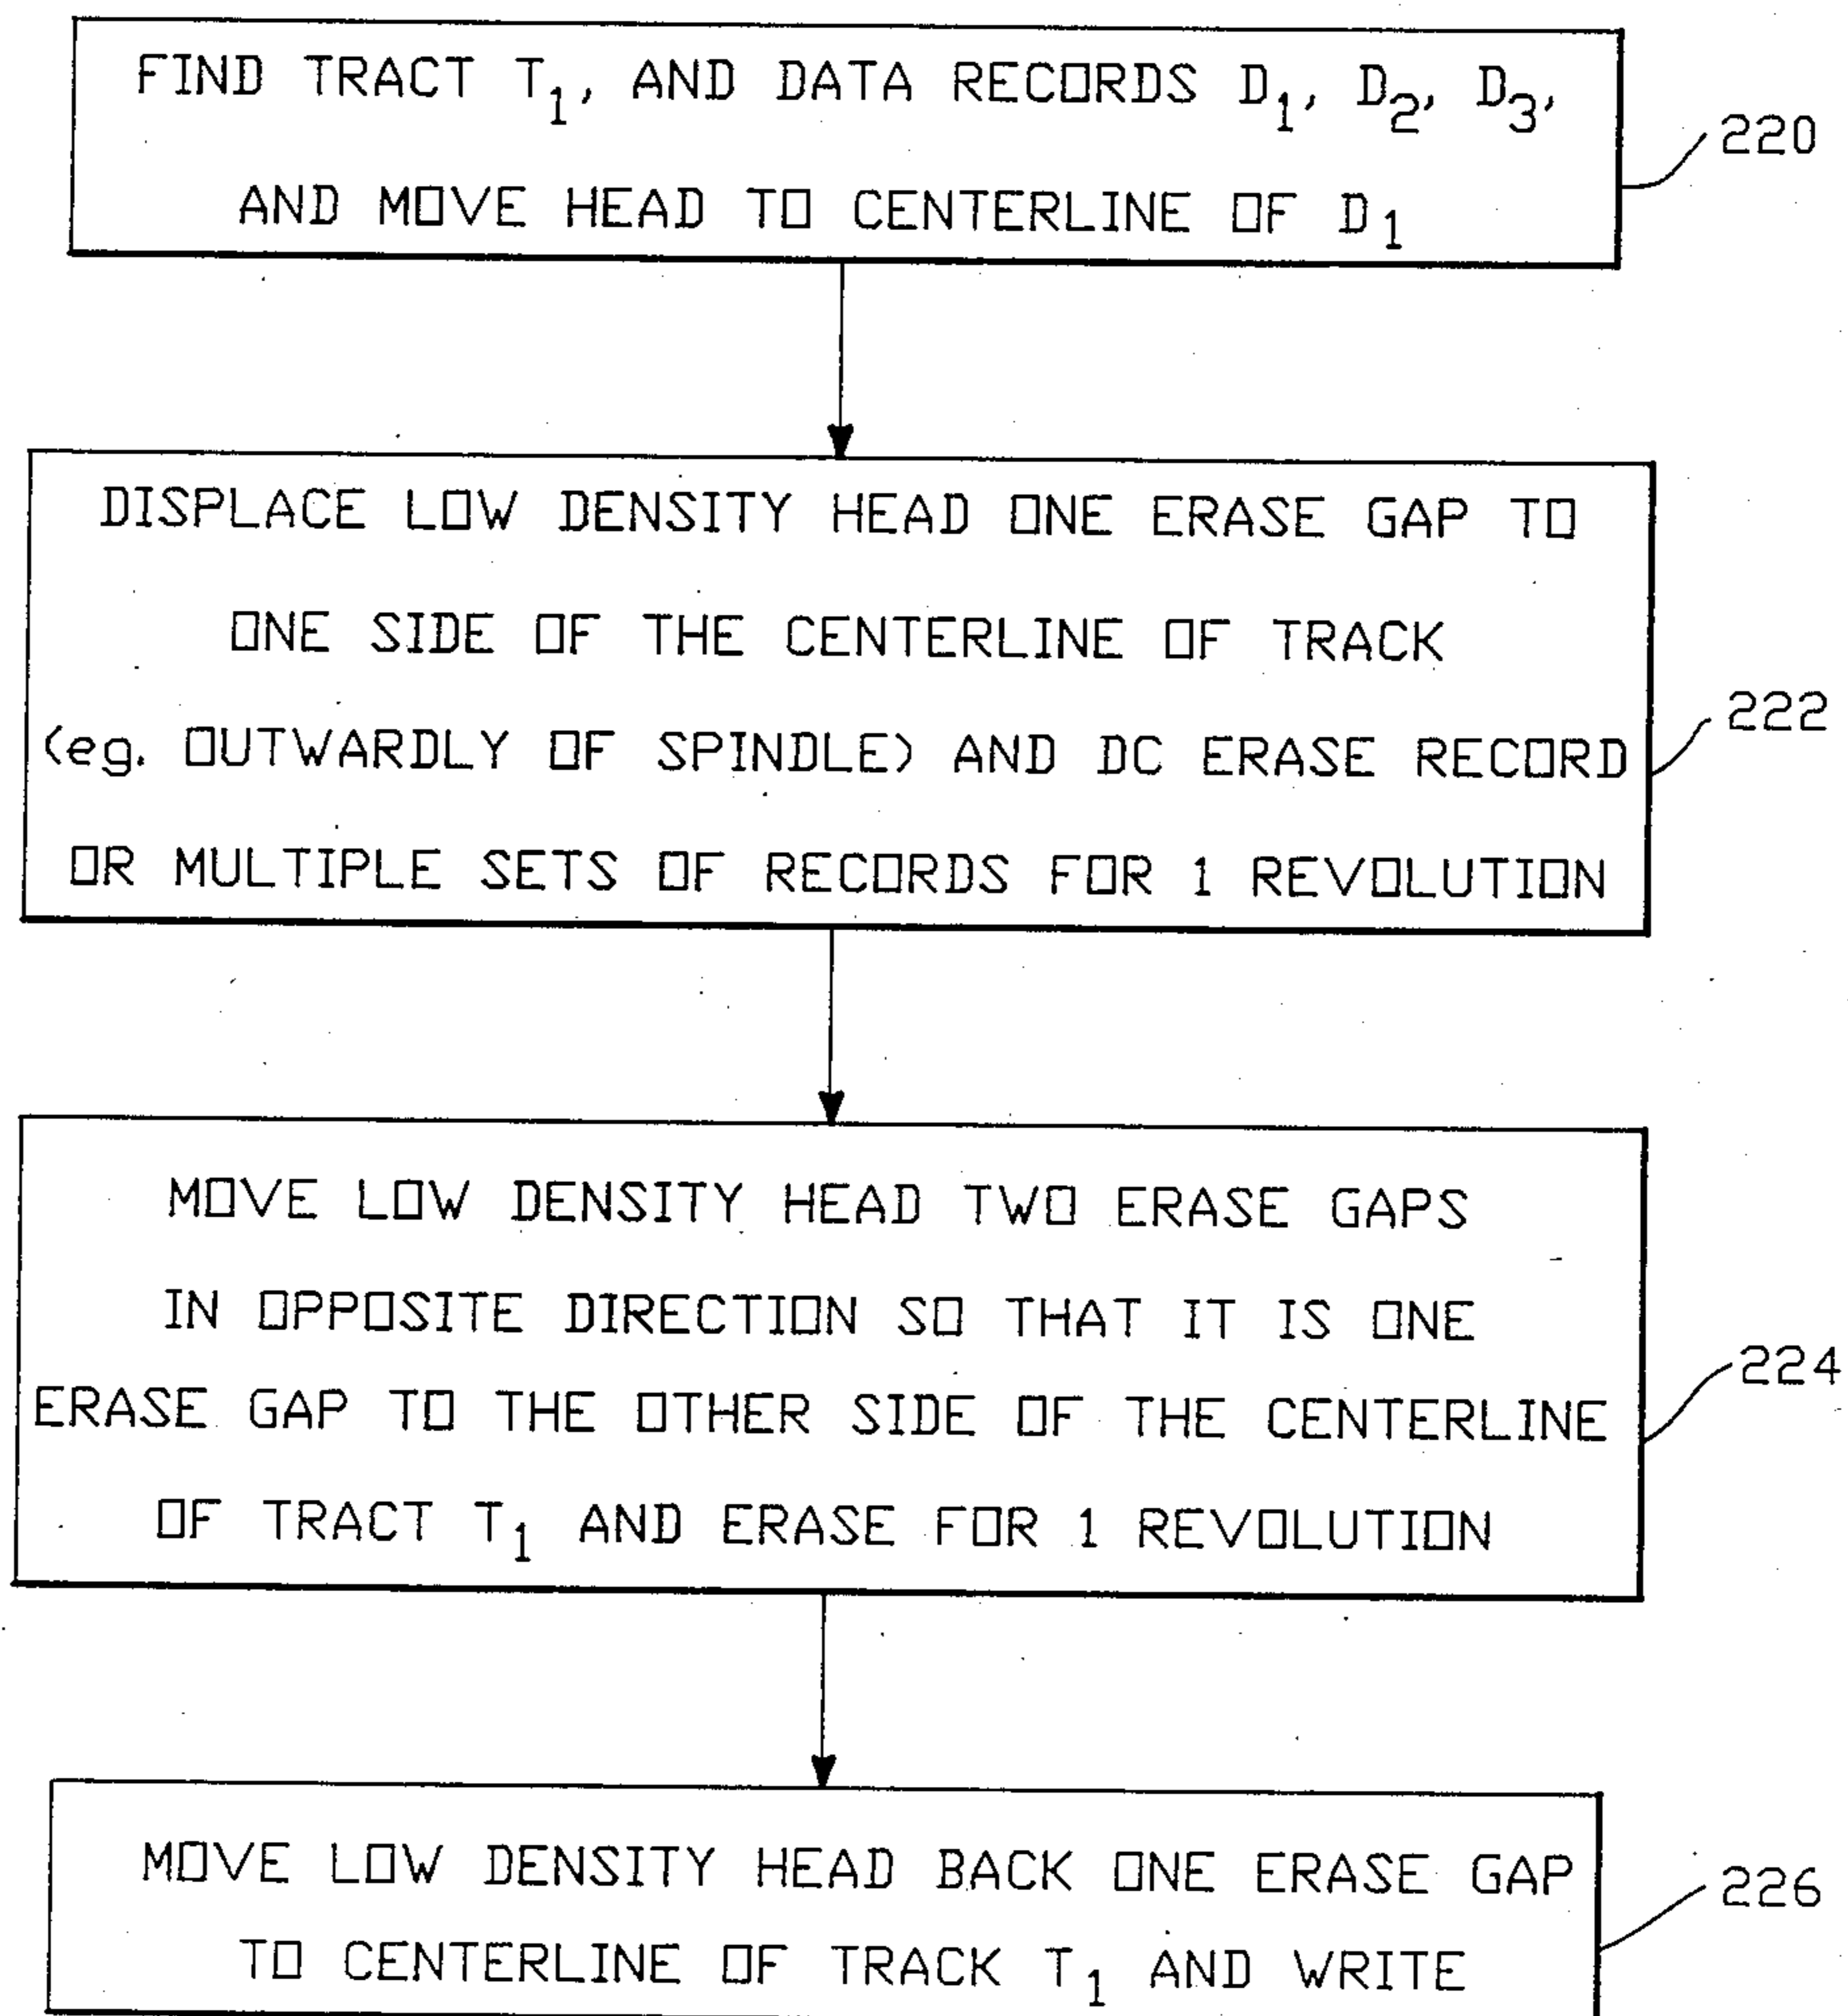 FIND TRACT T1, AND DATA RECORDS D1, D2, D3,
AND MOVE HEAD TO CENTERLINE OF D1
220
DISPLACE LOW DENSITY HEAD ONE ERASE GAP TO
ONE SIDE OF THE CENTERLINE OF TRACK
(eg. OUTWARDLY OF SPINDLE) AND DC ERASE RECORD
OR MULTIPLE SETS OF RECORDS FOR 1 REVOLUTION
222
MOVE LOW DENSITY HEAD TWO ERASE GAPS
IN OPPOSITE DIRECTION SO THAT IT IS ONE
ERASE GAP TO THE OTHER SIDE OF THE CENTERLINE
OF TRACT T1 AND ERASE FOR 1 REVOLUTION
224
MOVE LOW DENSITY HEAD BACK ONE ERASE GAP
TO CENTERLINE OF TRACK T1 AND WRITE
226